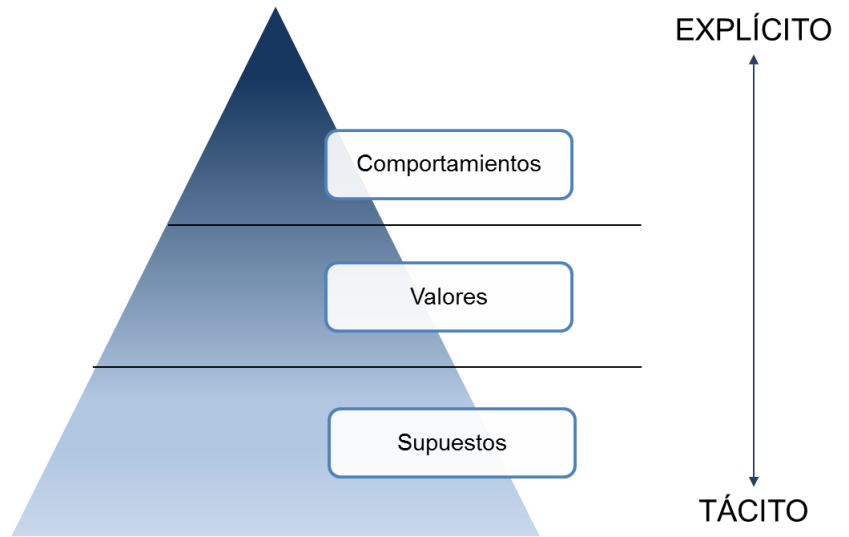 EXPLÍCITO
Comportamientos
Valores
Supuestos
TÁCITO